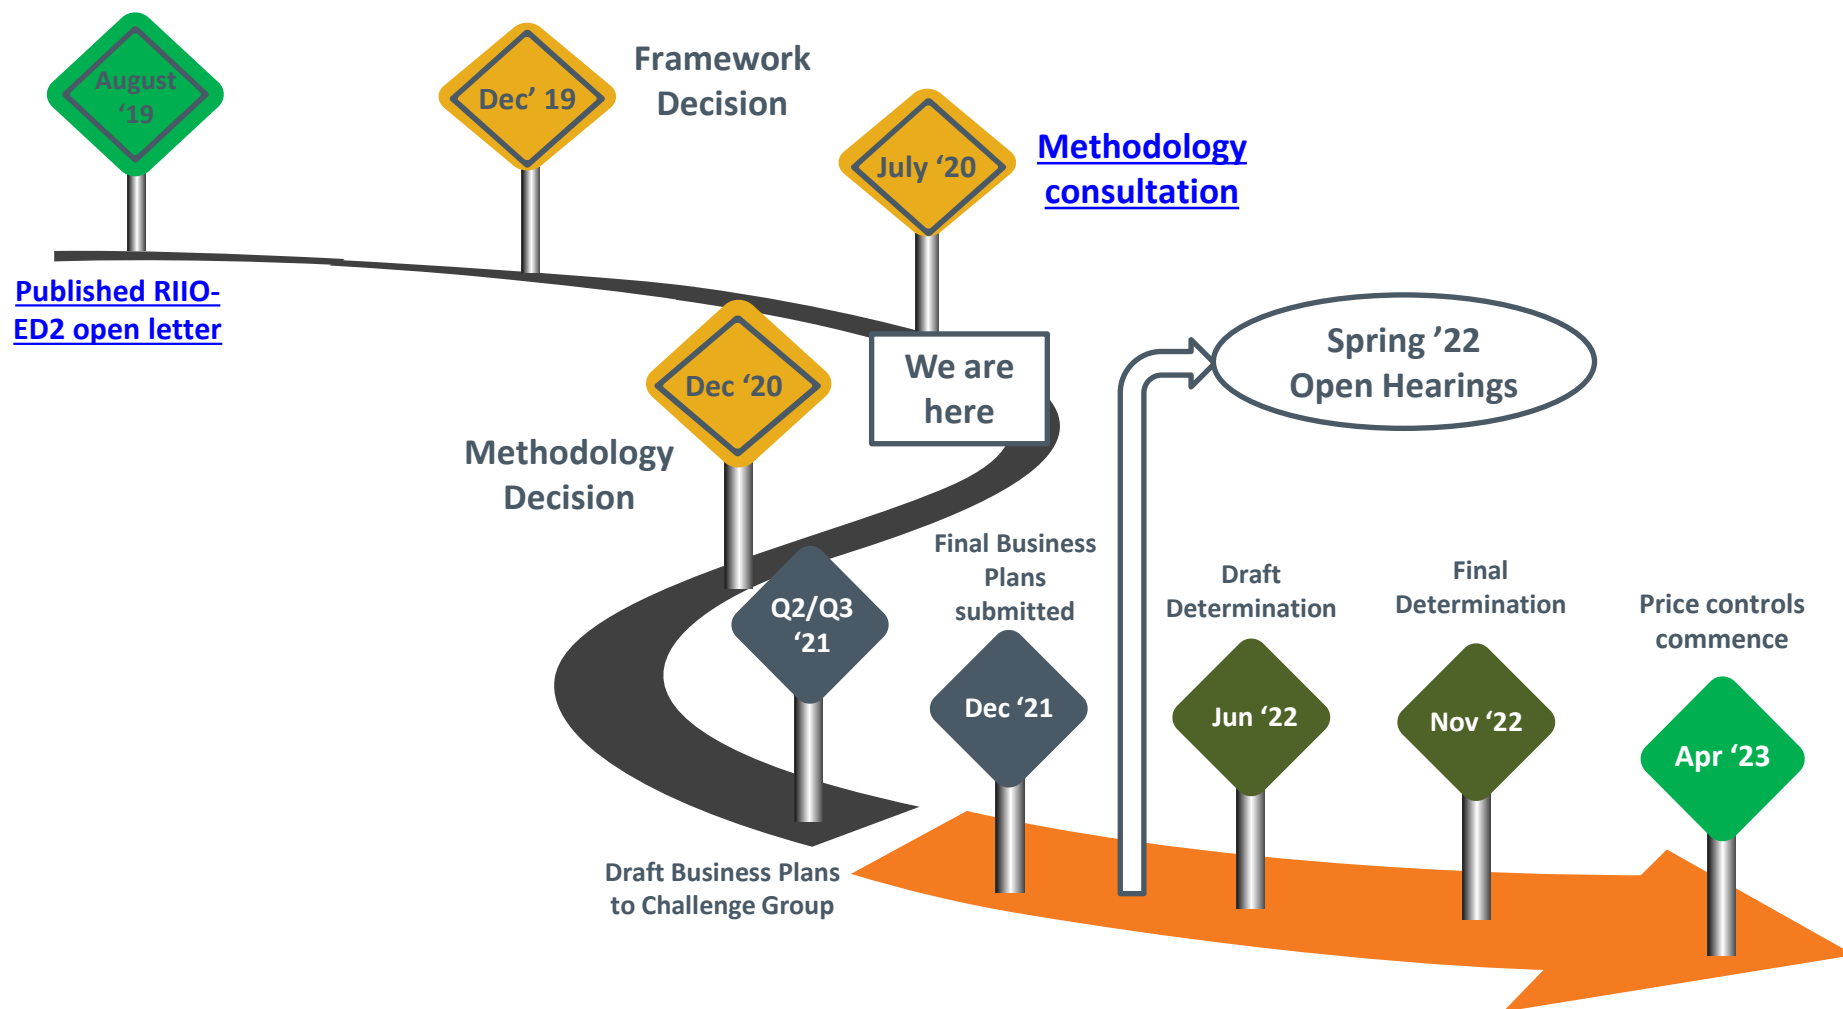 August
‘19
Published RIIO-
ED2 open letter
Dec’ 19
Framework
Decision
July ‘20
Methodology
consultation
We are
here
Dec ‘20
Methodology
Decision
Q2/Q3
‘21
Draft Business Plans
to Challenge Group
Final Business
Plans
submitted
Dec ‘21
Spring ’22
Open Hearings
Draft
Determination
Jun ‘22
Final
Determination
Nov ‘22
Price controls
commence
Apr ‘23